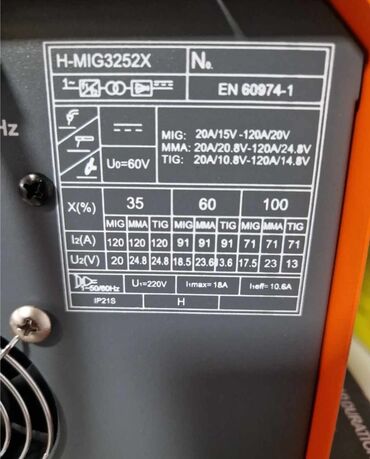 H-MIG3252X
No.
1~
EN 60974-1
U0=60V
MIG: 20A/15V -120A/20V
MMA: 20A/20.8V-120A/24.8V
TIG: 20A/10.8V-120A/14.8V
X(%) 35 60 100
MIG MMA TIG MIG MMA TIG MIG MMA TIG
I2(A) 120 120 120 91 91 91 71 71 71
U2(V) 20 24.8 24.8 18.5 23.6 13.6 17.5 23 13
1~50/60Hz
U1=220V
I1max= 18A
I1eff= 10.6A
IP21S
H
Hz